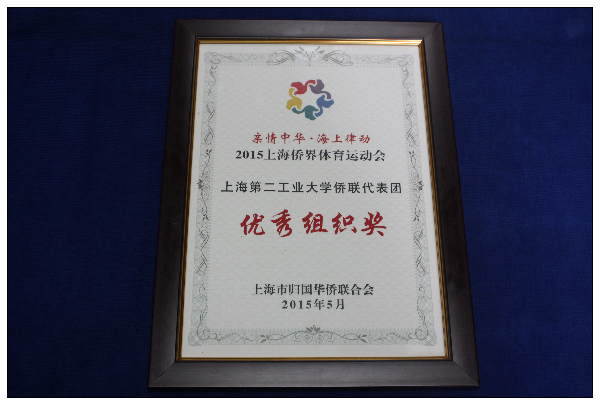 亲情中华·海上律动
2015上海侨界体育运动会
上海第二工业大学侨联代表团
优秀组织奖
上海市归国华侨联合会
2015年5月